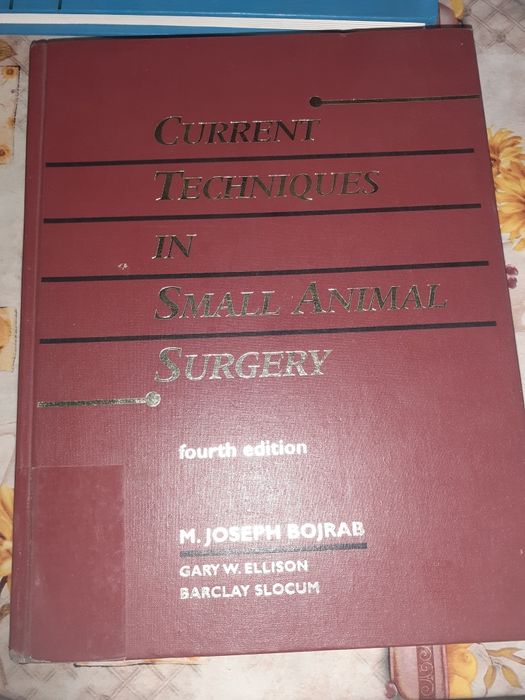 CURRENT
TECHNIQUES
IN
SMALL ANIMAL
SURGERY
fourth edition
M. JOSEPH BOJRAB
GARY W. ELLISON
BARCLAY SLOCUM